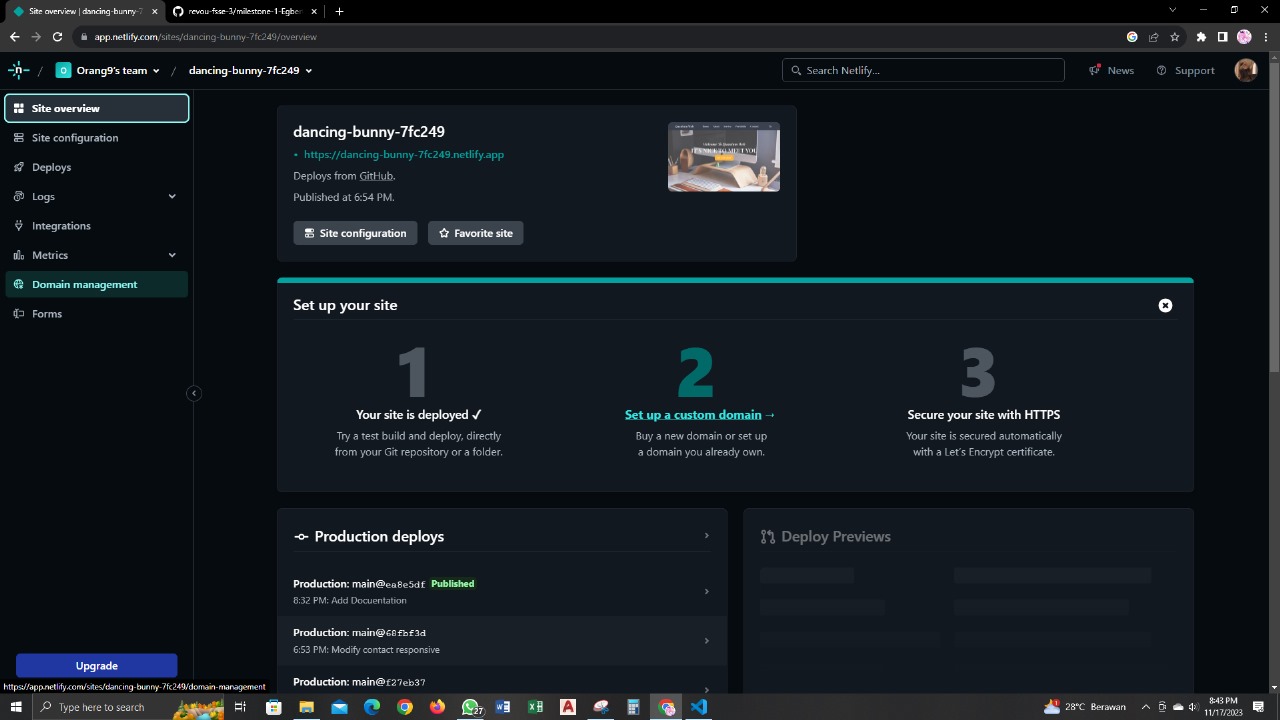 Site overview | dancing-bunny-7
revou-fsse-3/milestone-1-Egber
app.netlify.com/sites/dancing-bunny-7fc249/overview
/ O Orang9's team / dancing-bunny-7fc249
Search Netlify...
News
Support
Site overview
Site configuration
Deploys
Logs
Integrations
Metrics
Domain management
Forms
Upgrade
dancing-bunny-7fc249
• https://dancing-bunny-7fc249.netlify.app
Deploys from GitHub.
Published at 6:54 PM.
IT'S NICE TO MEET YOU
Site configuration
Favorite site
Set up your site
1
Your site is deployed ✓
Try a test build and deploy, directly
from your Git repository or a folder.
2
Set up a custom domain →
Buy a new domain or set up
a domain you already own.
3
Secure your site with HTTPS
Your site is secured automatically
with a Let's Encrypt certificate.
Production deploys
Production: main@ea8e5df Published
8:32 PM: Add Docuentation
Production: main@68fbf3d
6:53 PM: Modify contact responsive
Production: main@f27eb37
Deploy Previews
https://app.netlify.com/sites/dancing-bunny-7fc249/domain-management
Type here to search
27
28°C Berawan
8:43 PM
11/17/2023